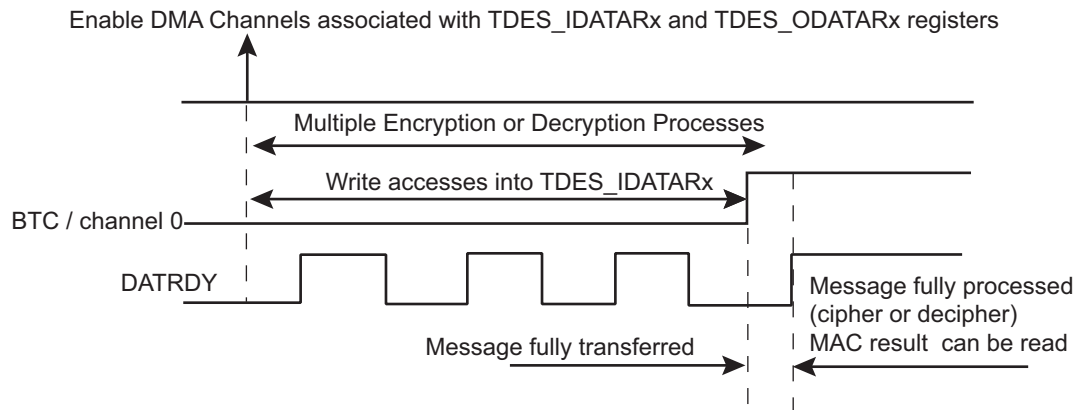 Enable DMA Channels associated with TDES_IDATARx and TDES_ODATARx registers
Multiple Encryption or Decryption Processes
Write accesses into TDES_IDATARx
BTC / channel 0
DATRDY
Message fully processed
(cipher or decipher)
MAC result can be read
Message fully transferred